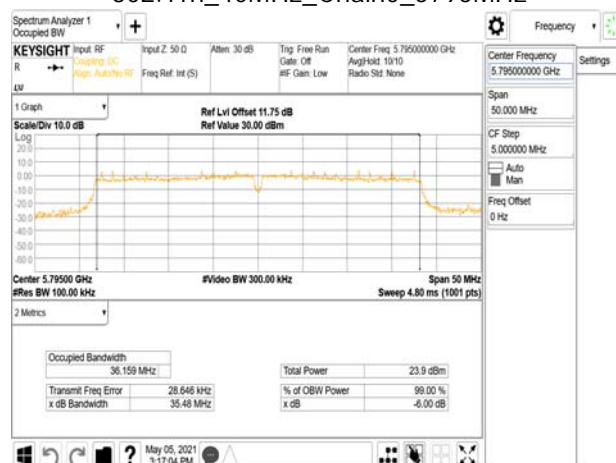 Spectrum Analyzer 1
Occupied BW
Frequency
KEYSIGHT
Input: RF
Coupling: DC
Align: Auto/No RF
Input Z: 50 Ω
Freq Ref: Int (S)
Atten: 30 dB
Trig: Free Run
Gate: Off
#IF Gain: Low
Center Freq: 5.795000000 GHz
Avg|Hold: 10/10
Radio Std: None
R
LV
Center Frequency
5.795000000 GHz
Settings
Span
50.000 MHz
CF Step
5.000000 MHz
Auto
Man
Freq Offset
0 Hz
1 Graph
Scale/Div 10.0 dB
Ref Lvl Offset 11.75 dB
Ref Value 30.00 dBm
Log
20.0
10.0
0.00
-10.0
-20.0
-30.0
-40.0
-50.0
-60.0
Center 5.79500 GHz
#Res BW 100.00 kHz
#Video BW 300.00 kHz
Span 50 MHz
Sweep 4.80 ms (1001 pts)
2 Metrics
Occupied Bandwidth
36.159 MHz
Transmit Freq Error 28.646 kHz
x dB Bandwidth 35.48 MHz
Total Power 23.9 dBm
% of OBW Power 99.00 %
x dB -6.00 dB
May 05, 2021
3:17:04 PM